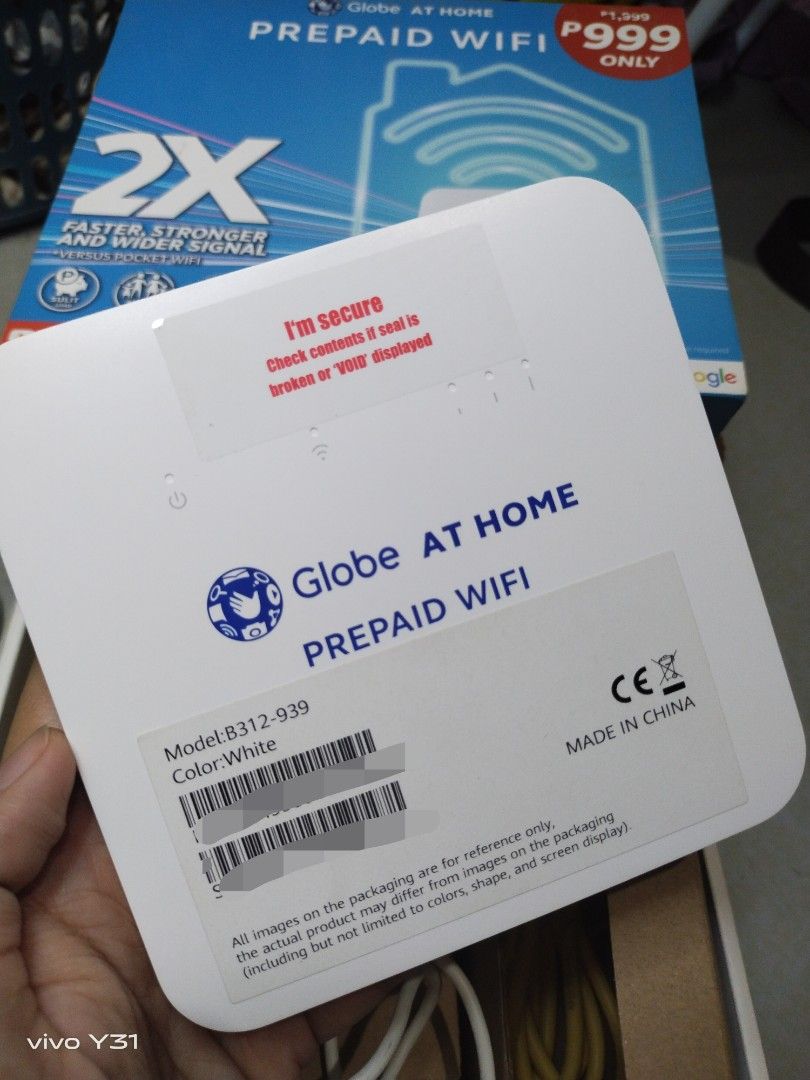 Globe AT HOME
PREPAID WIFI
₱1,999
₱999
ONLY
2X
FASTER, STRONGER
AND WIDER SIGNAL
*VERSUS POCKET WIFI
SULIT
I'm secure
Check contents if seal is
broken or 'VOID' displayed
ogle
Globe AT HOME
PREPAID WIFI
Model:B312-939
Color:White
CE
MADE IN CHINA
All images on the packaging are for reference only,
the actual product may differ from images on the packaging
(including but not limited to colors, shape, and screen display).
vivo Y31